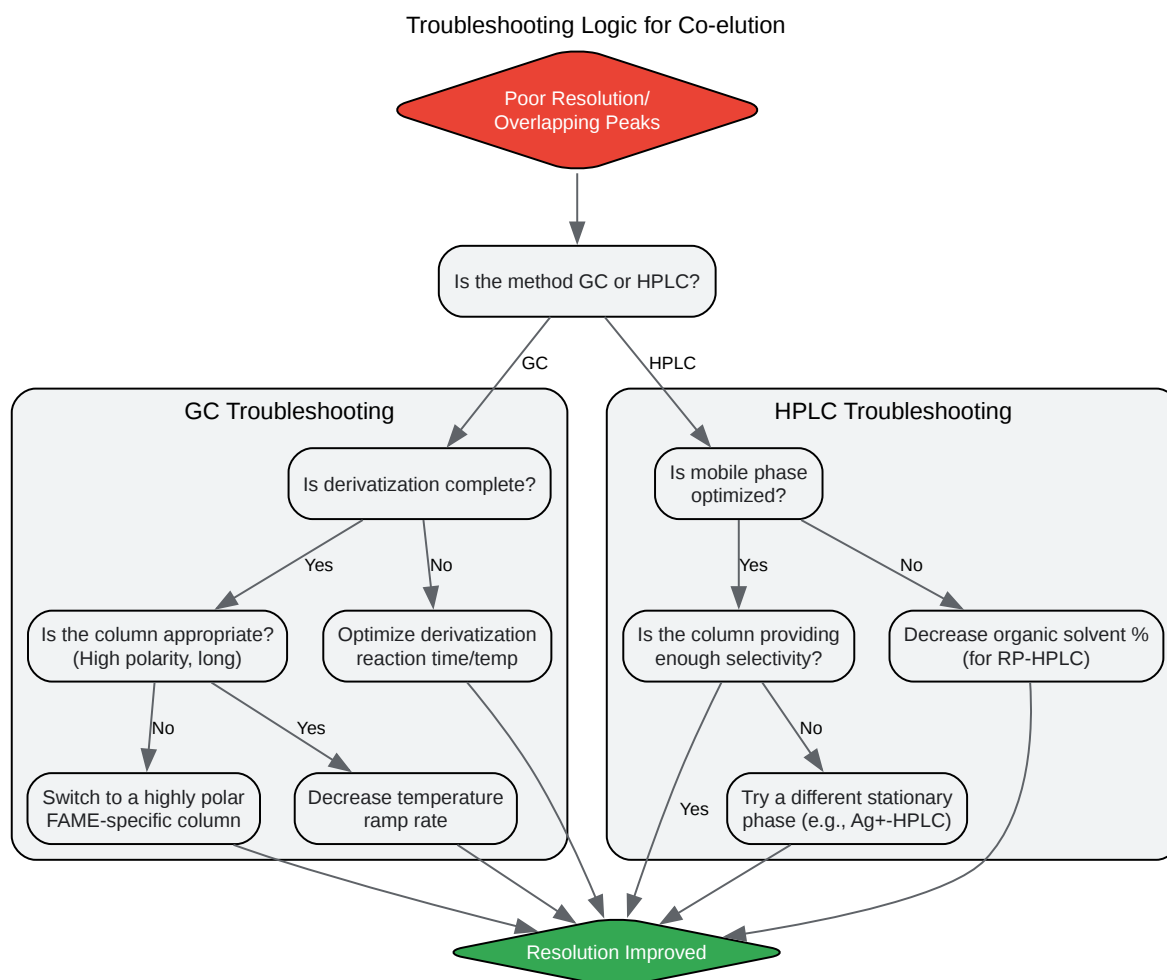 Troubleshooting Logic for Co-elution
Poor Resolution/
Overlapping Peaks
Is the method GC or HPLC?
GC
HPLC
GC Troubleshooting
HPLC Troubleshooting
Is derivatization complete?
Is mobile phase
optimized?
Yes
No
Yes
No
Is the column appropriate?
(High polarity, long)
Optimize derivatization
reaction time/temp
Is the column providing
enough selectivity?
Decrease organic solvent %
(for RP-HPLC)
No
Yes
No
Switch to a highly polar
FAME-specific column
Decrease temperature
ramp rate
Yes
Try a different stationary
phase (e.g., Ag+-HPLC)
Resolution Improved